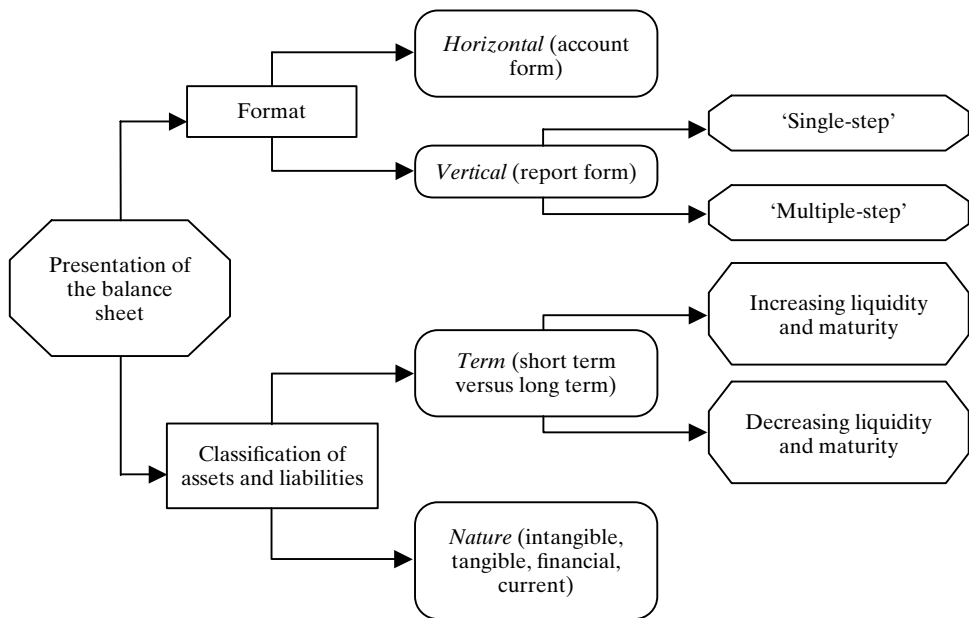 Horizontal (account
form)
Format
‘Single-step’
Vertical (report form)
‘Multiple-step’
Presentation of
the balance
sheet
Increasing liquidity
and maturity
Term (short term
versus long term)
Decreasing liquidity
and maturity
Classification of
assets and liabilities
Nature (intangible,
tangible, financial,
current)